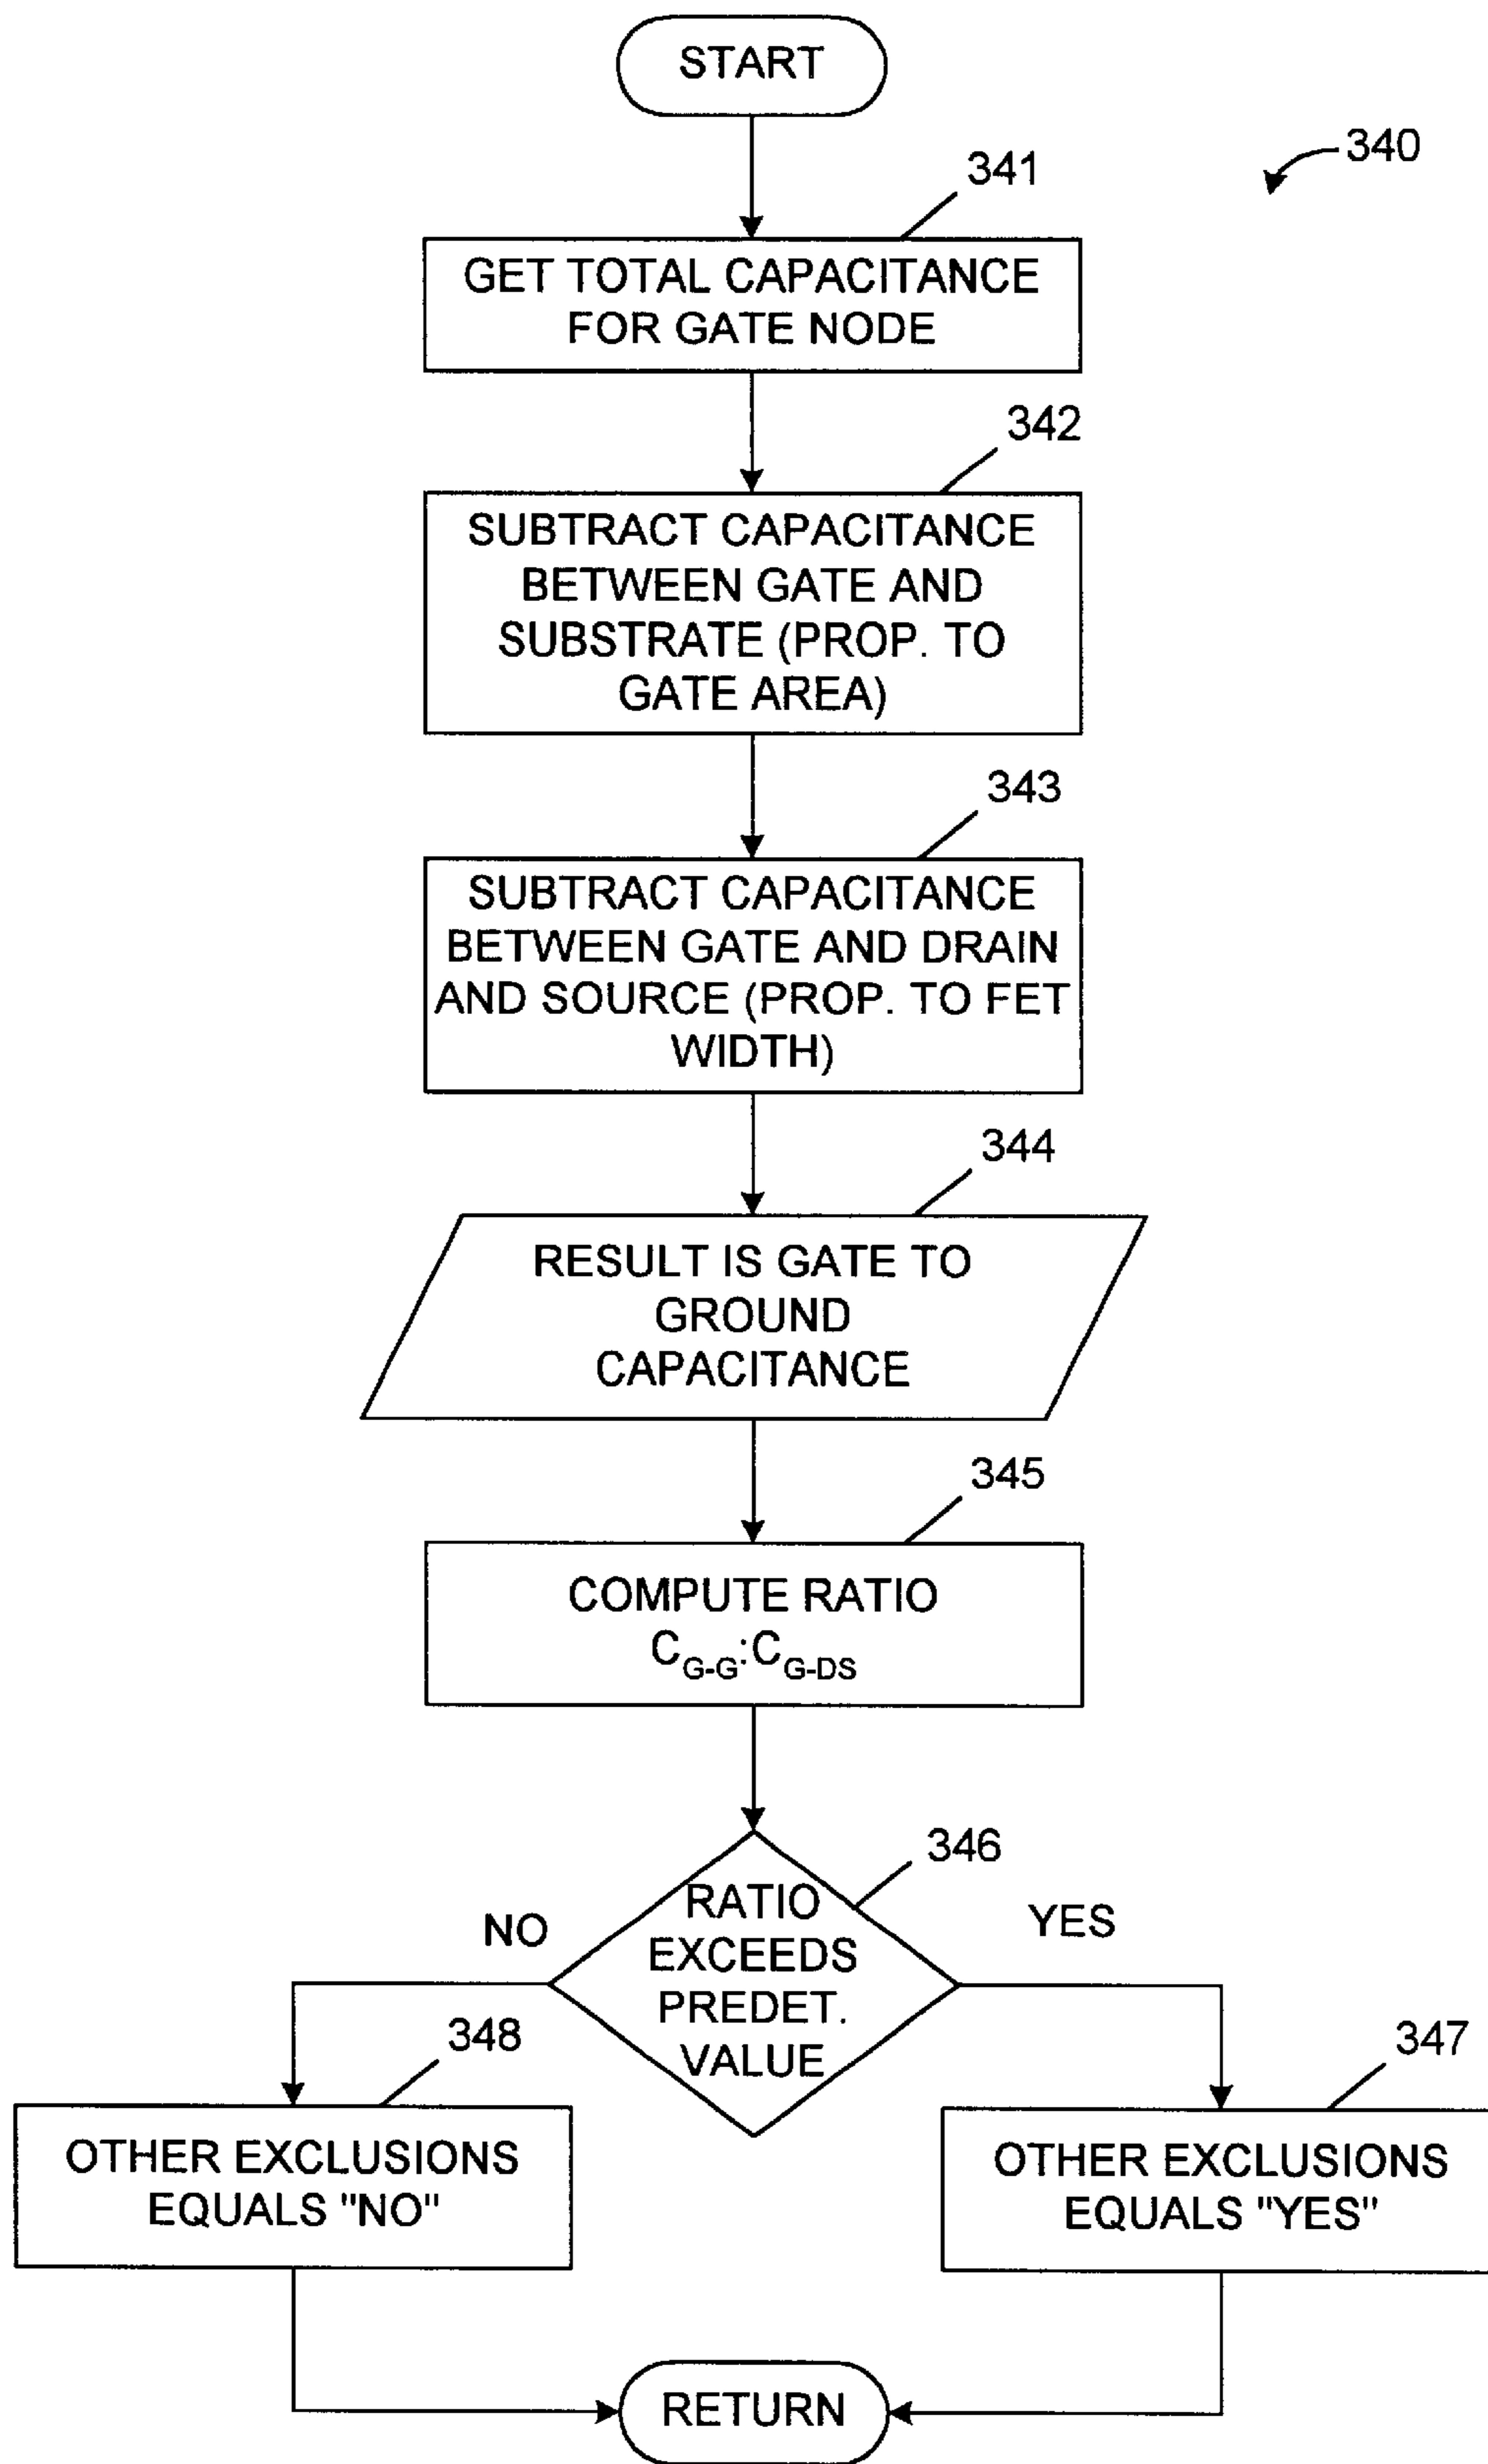 START
340
341
GET TOTAL CAPACITANCE
FOR GATE NODE
342
SUBTRACT CAPACITANCE
BETWEEN GATE AND
SUBSTRATE (PROP. TO
GATE AREA)
343
SUBTRACT CAPACITANCE
BETWEEN GATE AND DRAIN
AND SOURCE (PROP. TO FET
WIDTH)
344
RESULT IS GATE TO
GROUND
CAPACITANCE
345
COMPUTE RATIO
C_{G-G}:C_{G-DS}
346
RATIO
EXCEEDS
PREDET.
VALUE
NO
YES
348
347
OTHER EXCLUSIONS
EQUALS "NO"
OTHER EXCLUSIONS
EQUALS "YES"
RETURN